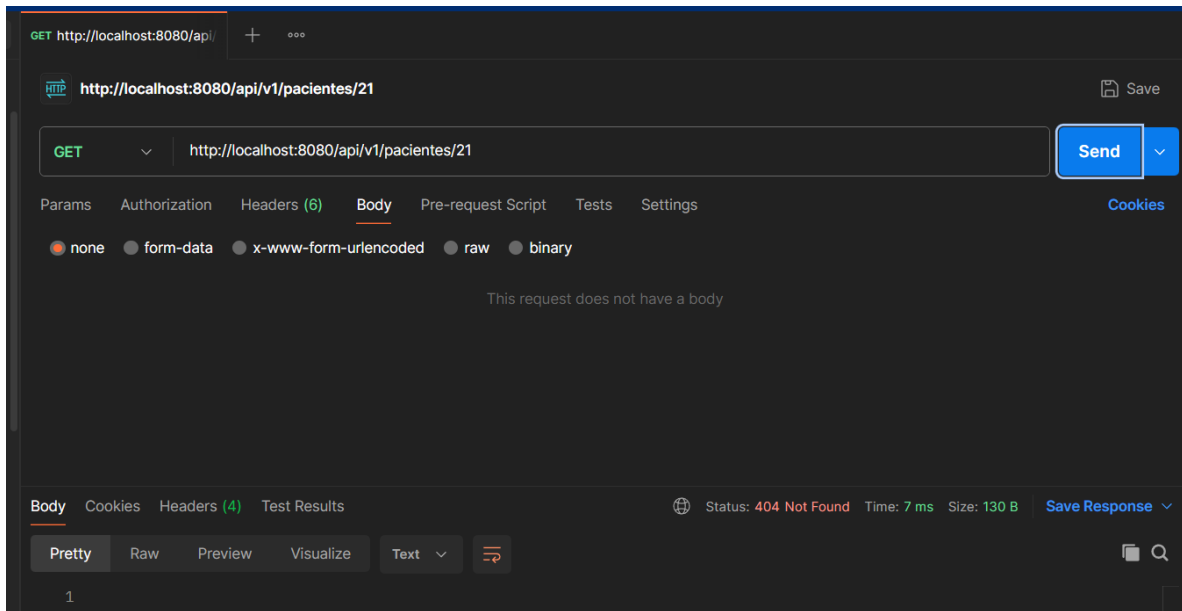 GET http://localhost:8080/api/
HTTP http://localhost:8080/api/v1/pacientes/21 Save
GET http://localhost:8080/api/v1/pacientes/21 Send
Params Authorization Headers (6) Body Pre-request Script Tests Settings Cookies
none form-data x-www-form-urlencoded raw binary
This request does not have a body
Body Cookies Headers (4) Test Results Status: 404 Not Found Time: 7 ms Size: 130 B Save Response
Pretty Raw Preview Visualize Text
1